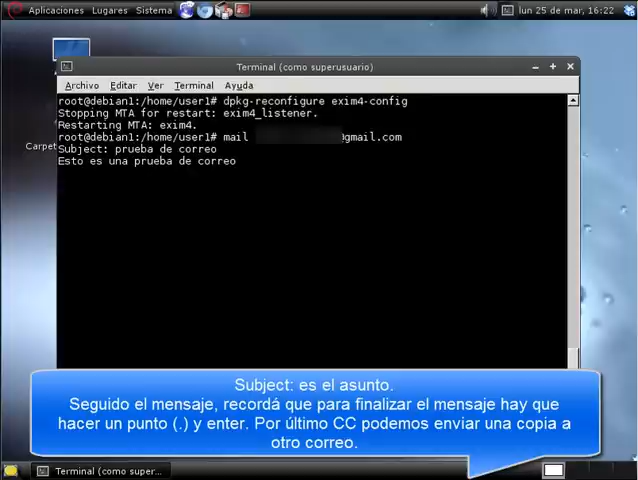 Aplicaciones Lugares Sistema lun 25 de mar, 16:22
Terminal (como superusuario)
Archivo Editar Ver Terminal Ayuda
root@debian1:/home/user1# dpkg-reconfigure exim4-config
Stopping MTA for restart: exim4_listener.
Restarting MTA: exim4.
root@debian1:/home/user1# mail @gmail.com
Subject: prueba de correo
Carpet
Esto es una prueba de correo
Subject: es el asunto.
Seguido el mensaje, recordá que para finalizar el mensaje hay que
hacer un punto (.) y enter. Por último CC podemos enviar una copia a
otro correo.
Terminal (como super...